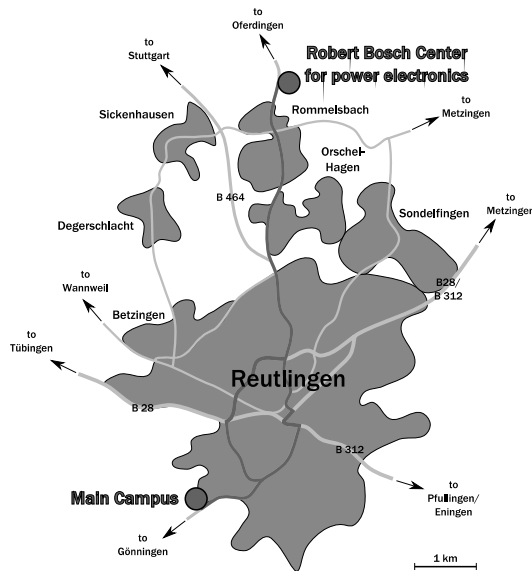 to
Oferdingen
to
Stuttgart
Robert Bosch Center
for power electronics
Sickenhausen
Rommelsbach
to
Metzingen
Orschel-
Hagen
B 464
Degerschlacht
Sondelfingen
to
Metzingen
to
Wannweil
B28/
B 312
Betzingen
to
Tübingen
Reutlingen
B 28
B 312
Main Campus
to
Pfullingen/
Eningen
to
Gönningen
1 km